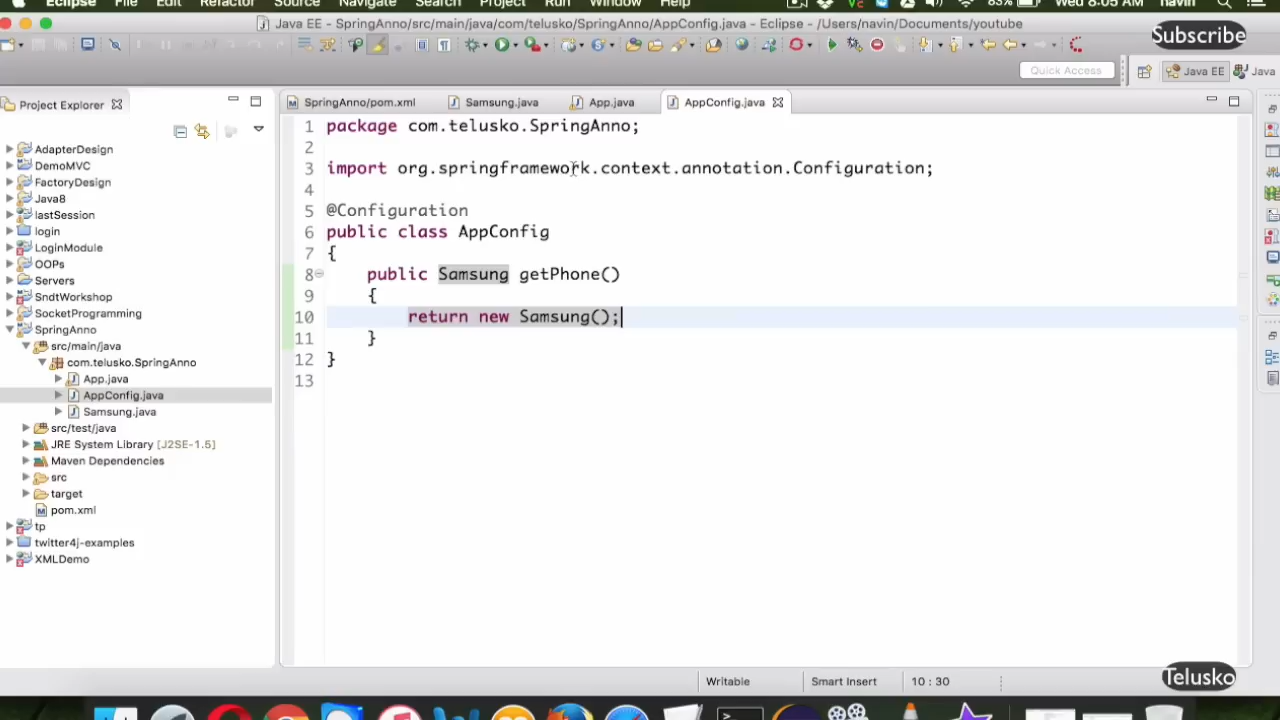 Eclipse File Edit Refactor Source Navigate Search Project Run Window Help 83% Wed 8:05 AM navin
Java EE - SpringAnno/src/main/java/com/telusko/SpringAnno/AppConfig.java - Eclipse - /Users/navin/Documents/youtube
Subscribe
Quick Access
Java EE
Java
Project Explorer
SpringAnno/pom.xml
Samsung.java
App.java
AppConfig.java
AdapterDesign
DemoMVC
FactoryDesign
Java8
lastSession
login
LoginModule
OOPs
Servers
SndtWorkshop
SocketProgramming
SpringAnno
src/main/java
com.telusko.SpringAnno
App.java
AppConfig.java
Samsung.java
src/test/java
JRE System Library [J2SE-1.5]
Maven Dependencies
src
target
pom.xml
tp
twitter4j-examples
XMLDemo
1 package com.telusko.SpringAnno;
2
3 import org.springframework.context.annotation.Configuration;
4
5 @Configuration
6 public class AppConfig
7 {
8 public Samsung getPhone()
9 {
10 return new Samsung();
11 }
12 }
13
Writable
Smart Insert
10 : 30
Telusko